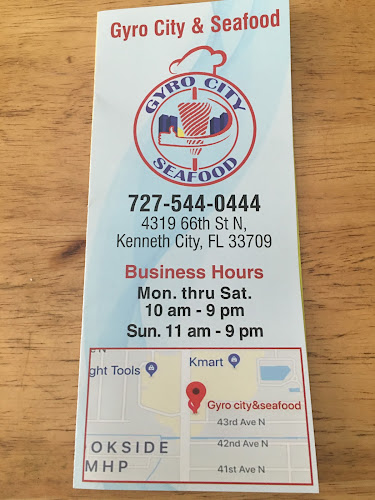 Gyro City & Seafood
GYRO CITY
SEAFOOD
727-544-0444
4319 66th St N,
Kenneth City, FL 33709
Business Hours
Mon. thru Sat.
10 am - 9 pm
Sun. 11 am - 9 pm
ght Tools
Kmart
Gyro city&seafood
43rd Ave N
OKSIDE
42nd Ave N
MHP
41st Ave N